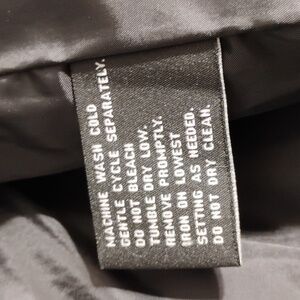 MACHINE WASH COLD
GENTLE CYCLE SEPARATELY.
DO NOT BLEACH
TUMBLE DRY LOW.
REMOVE PROMPTLY.
IRON ON LOWEST
SETTING AS NEEDED.
DO NOT DRY CLEAN.